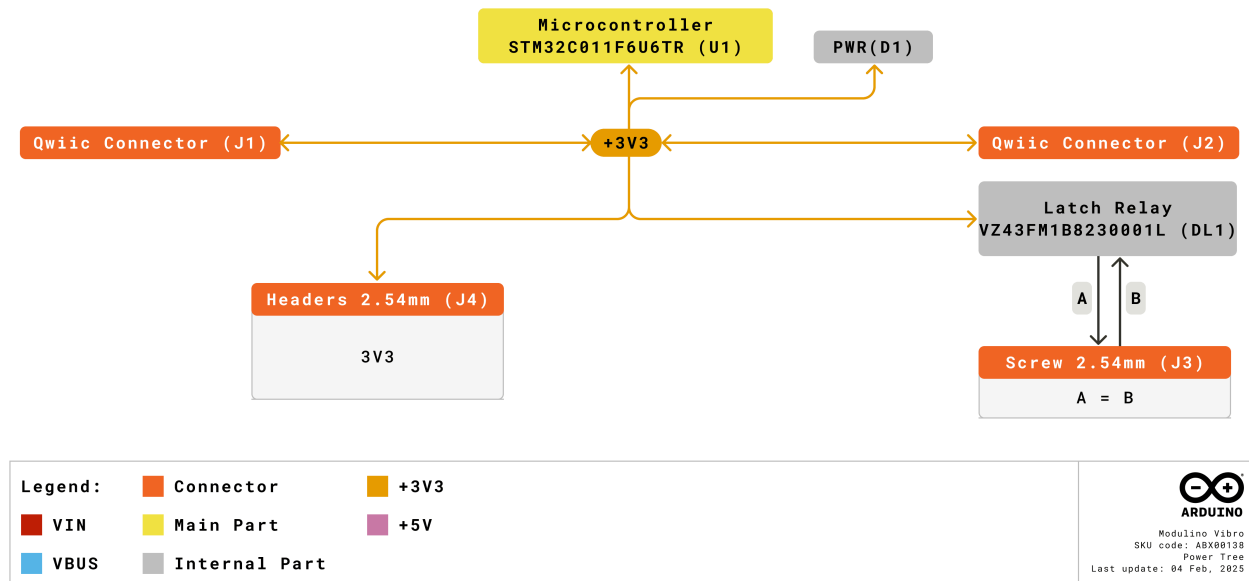 Microcontroller
STM32C011F6U6TR (U1)
PWR(D1)
Qwiic Connector (J1)
+3V3
Qwiic Connector (J2)
Latch Relay
VZ43FM1B8230001L (DL1)
A
B
Headers 2.54mm (J4)
3V3
Screw 2.54mm (J3)
A = B
Legend:
Connector
+3V3
VIN
Main Part
+5V
VBUS
Internal Part
ARDUINO
Modulino Vibro
SKU code: ABX00138
Power Tree
Last update: 04 Feb, 2025